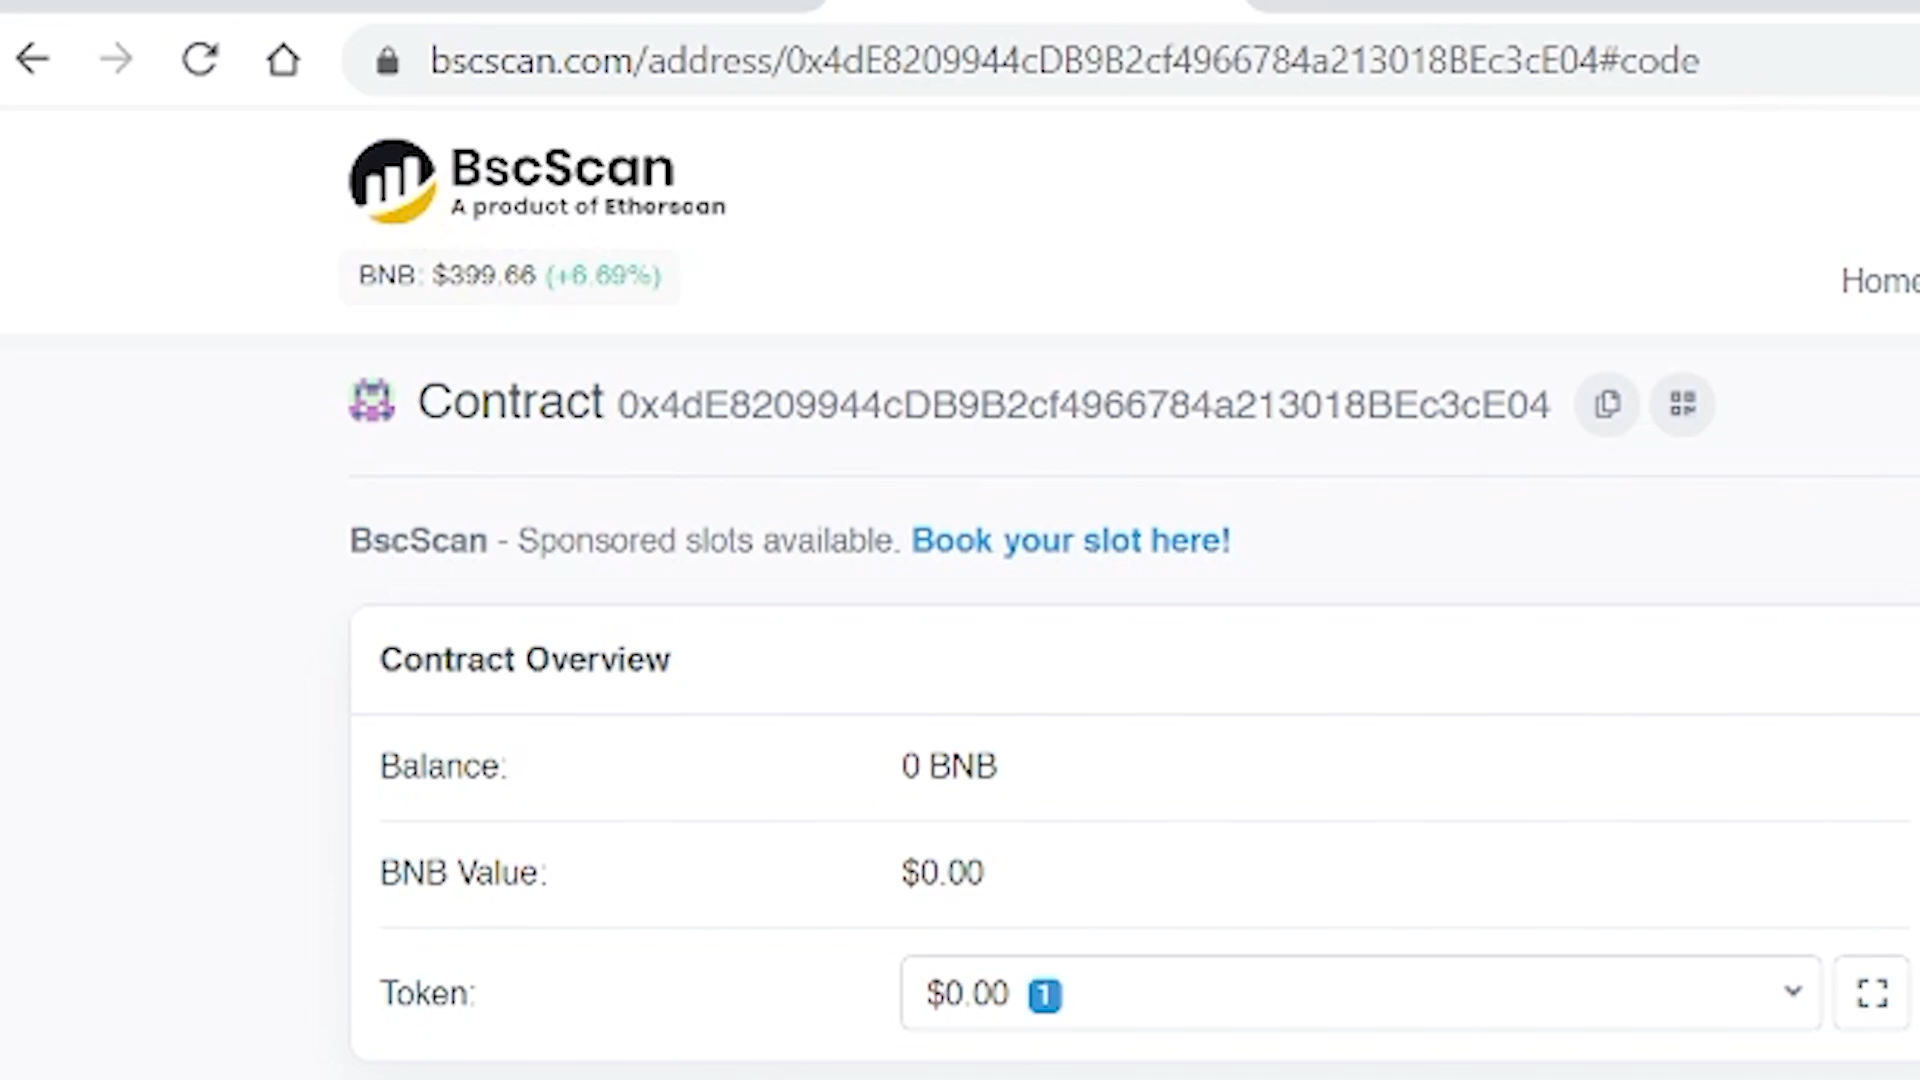 bscscan.com/address/0x4dE8209944cDB9B2cf4966784a213018BEc3cE04#code
BscScan
A product of Etherscan
BNB: $399.66 (+6.69%)
Home
Contract 0x4dE8209944cDB9B2cf4966784a213018BEc3cE04
BscScan - Sponsored slots available. Book your slot here!
Contract Overview
Balance: 0 BNB
BNB Value: $0.00
Token: $0.00 1